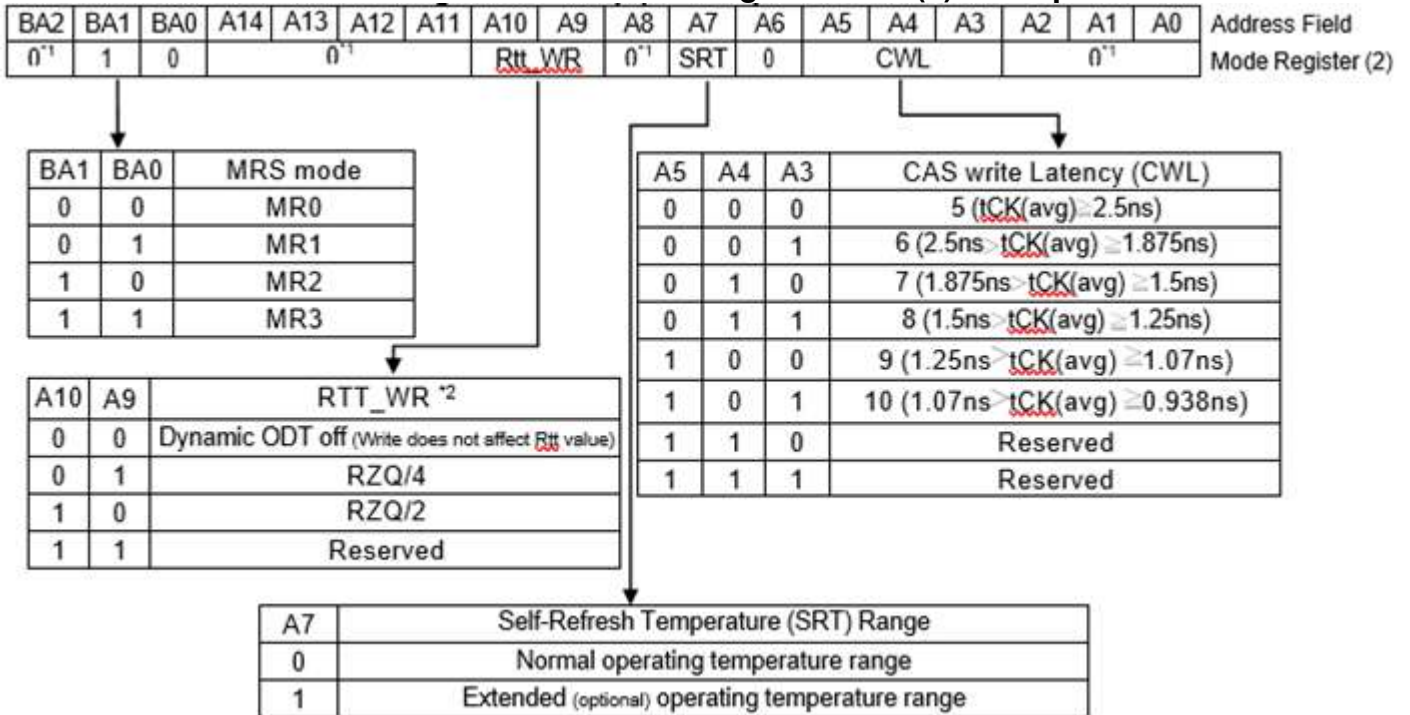 BA2 BA1 BA0 A14 A13 A12 A11 A10 A9 A8 A7 A6 A5 A4 A3 A2 A1 A0 Address Field
0*1 1 0 0*1 Rtt_WR 0*1 SRT 0 CWL 0*1 Mode Register (2)
BA1 BA0 MRS mode
0 0 MR0
0 1 MR1
1 0 MR2
1 1 MR3
A5 A4 A3 CAS write Latency (CWL)
0 0 0 5 (tCK(avg)≧2.5ns)
0 0 1 6 (2.5ns>tCK(avg) ≧1.875ns)
0 1 0 7 (1.875ns>tCK(avg) ≧1.5ns)
0 1 1 8 (1.5ns>tCK(avg) ≧1.25ns)
1 0 0 9 (1.25ns>tCK(avg) ≧1.07ns)
1 0 1 10 (1.07ns>tCK(avg) ≧0.938ns)
1 1 0 Reserved
1 1 1 Reserved
A10 A9 RTT_WR *2
0 0 Dynamic ODT off (Write does not affect Rtt value)
0 1 RZQ/4
1 0 RZQ/2
1 1 Reserved
A7 Self-Refresh Temperature (SRT) Range
0 Normal operating temperature range
1 Extended (optional) operating temperature range